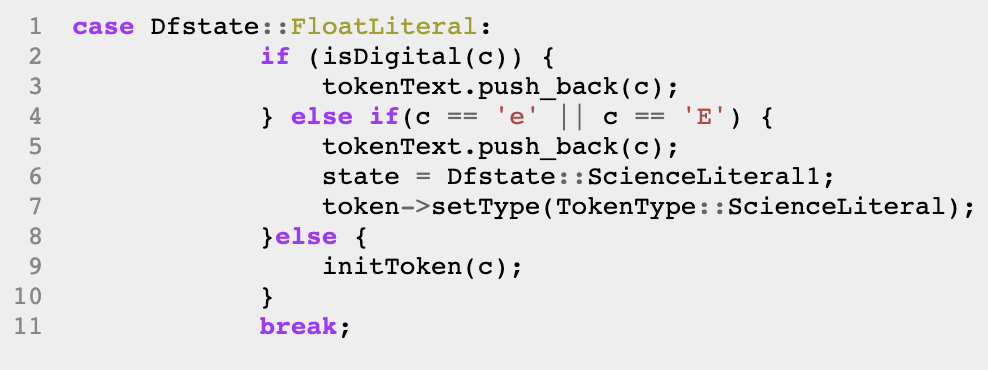 1 case Dfstate::FloatLiteral:
2             if (isDigital(c)) {
3                 tokenText.push_back(c);
4             } else if(c == 'e' || c == 'E') {
5                 tokenText.push_back(c);
6                 state = Dfstate::ScienceLiteral1;
7                 token->setType(TokenType::ScienceLiteral);
8             }else {
9                 initToken(c);
10             }
11             break;